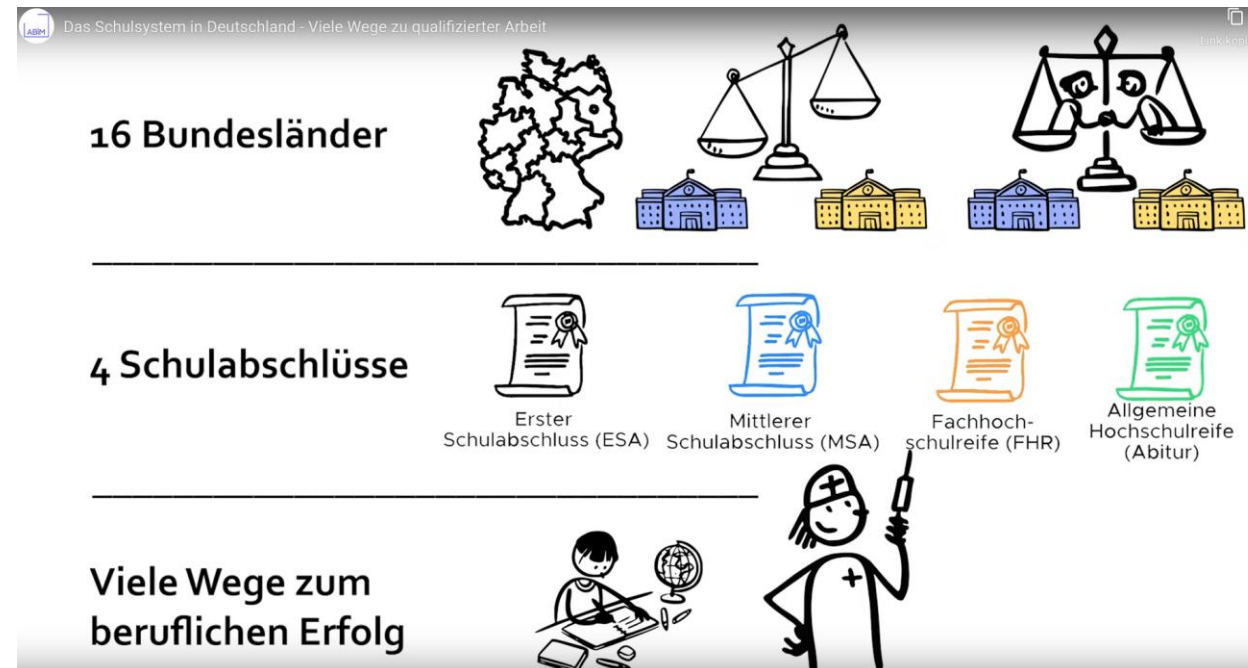 ABIM
Das Schulsystem in Deutschland - Viele Wege zu qualifizierter Arbeit
16 Bundesländer
4 Schulabschlüsse
Erster
Schulabschluss (ESA)
Mittlerer
Schulabschluss (MSA)
Fachhoch-
schulreife (FHR)
Allgemeine
Hochschulreife
(Abitur)
Viele Wege zum
beruflichen Erfolg